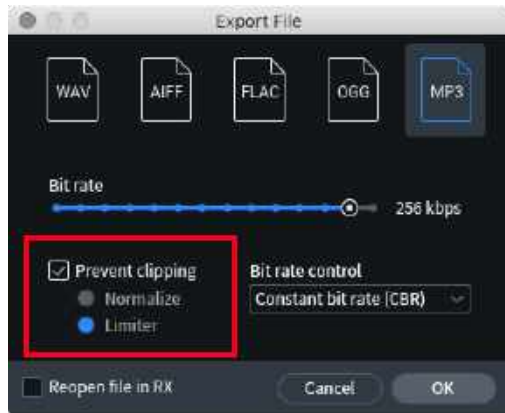 Export File
WAV AIFF FLAC OGG MP3
Bit rate
256 kbps
Prevent clipping
Normalize
Limiter
Bit rate control
Constant bit rate (CBR)
Reopen file in RX
Cancel OK